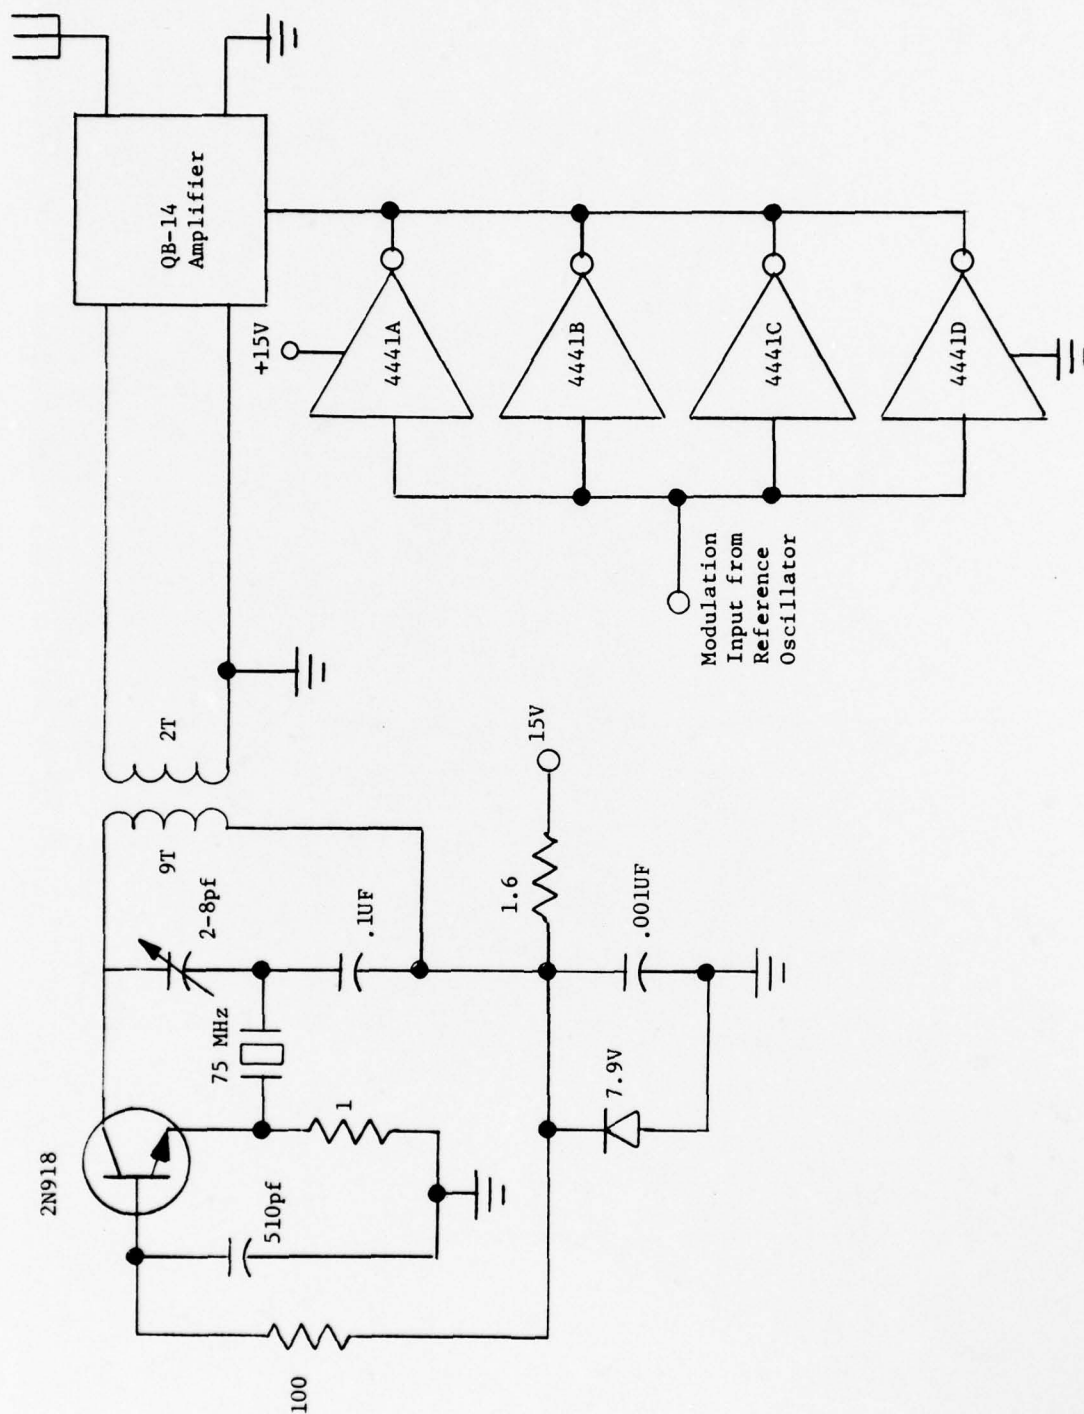 2N918
75 MHz
2-8pf
9T
2T
QB-14
Amplifier
510pf
1
.1UF
100
7.9V
.001UF
1.6
15V
+15V
4441A
4441B
4441C
4441D
Modulation
Input from
Reference
Oscillator